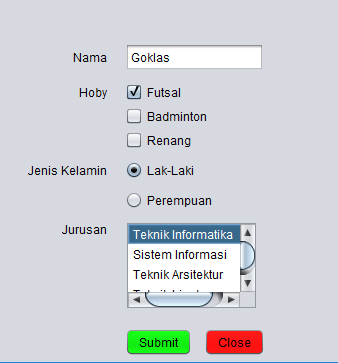 Nama Goklas
Hoby Futsal
Badminton
Renang
Jenis Kelamin Lak-Laki
Perempuan
Jurusan Teknik Informatika
Sistem Informasi
Teknik Arsitektur
Submit Close